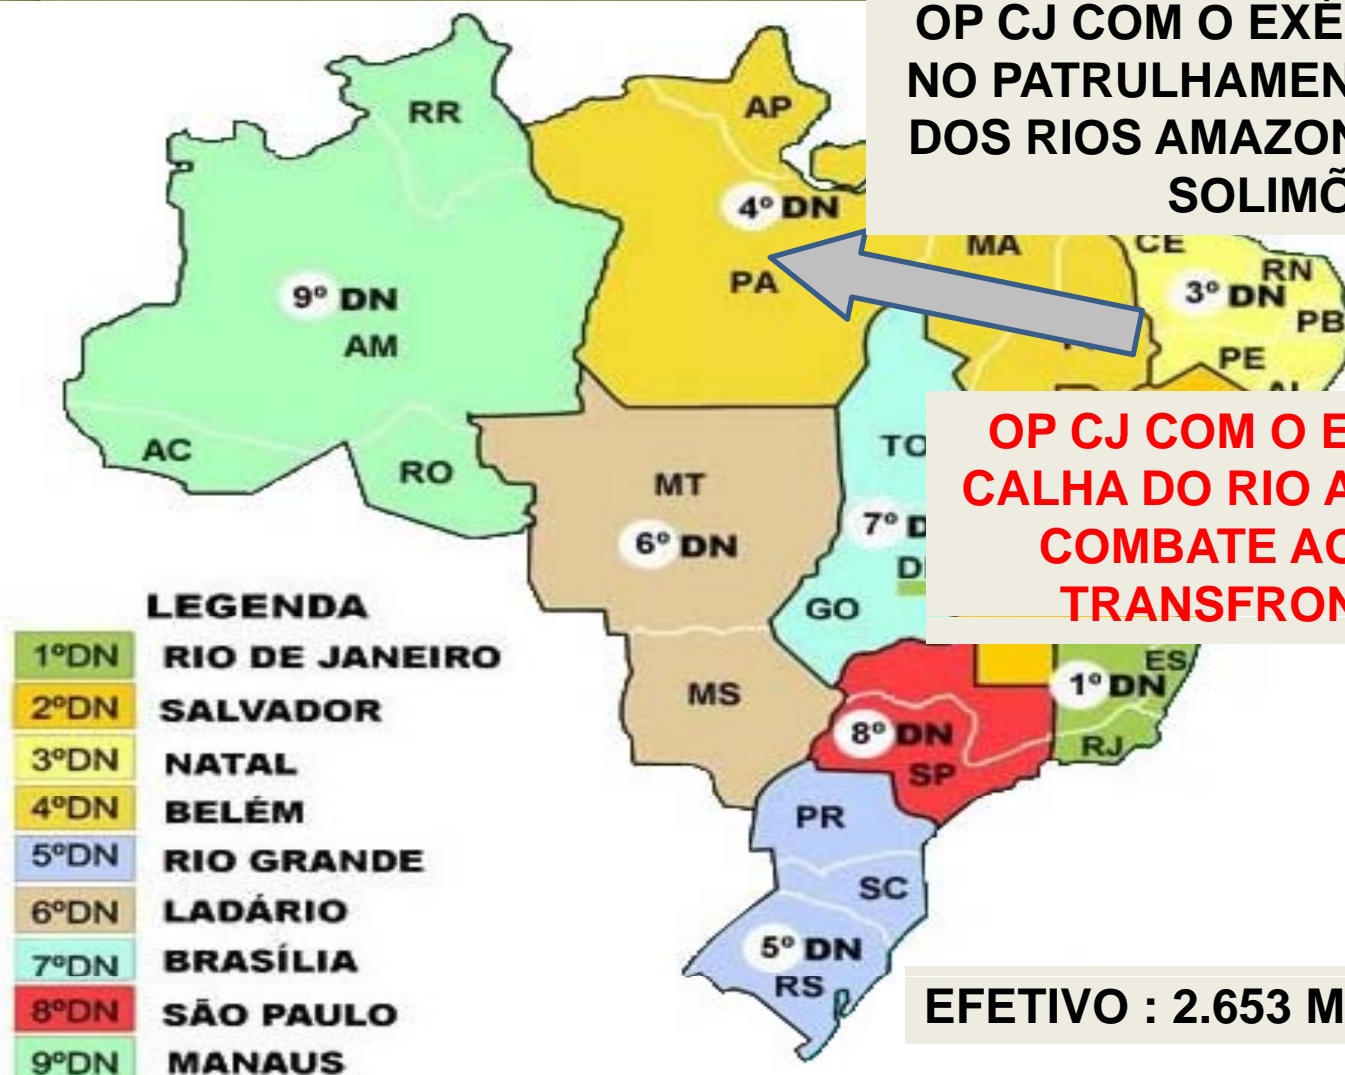 OP CJ COM O EXÉ
NO PATRULHAMEN
DOS RIOS AMAZON
SOLIMÕ
RR
AP
4º DN
MA
CE
RN
3º DN
PB
PA
9º DN
AM
PE
AC
RO
MT
TO
6º DN
7º D
GO
OP CJ COM O E
CALHA DO RIO A
COMBATE AO
TRANSFRON
MS
ES
1º DN
8º DN
RJ
SP
PR
SC
5º DN
RS
LEGENDA
1ºDN RIO DE JANEIRO
2ºDN SALVADOR
3ºDN NATAL
4ºDN BELÉM
5ºDN RIO GRANDE
6ºDN LADÁRIO
7ºDN BRASÍLIA
8ºDN SÃO PAULO
9ºDN MANAUS
EFETIVO : 2.653 M